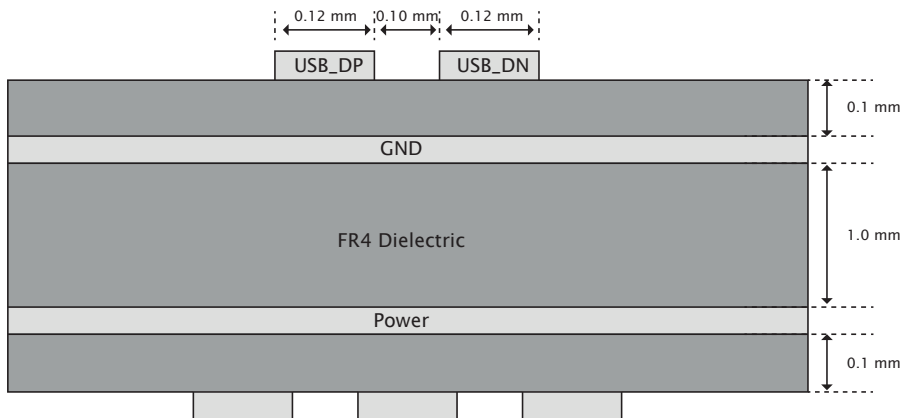 0.12 mm 0.10 mm 0.12 mm
USB_DP USB_DN
0.1 mm
GND
1.0 mm
FR4 Dielectric
Power
0.1 mm